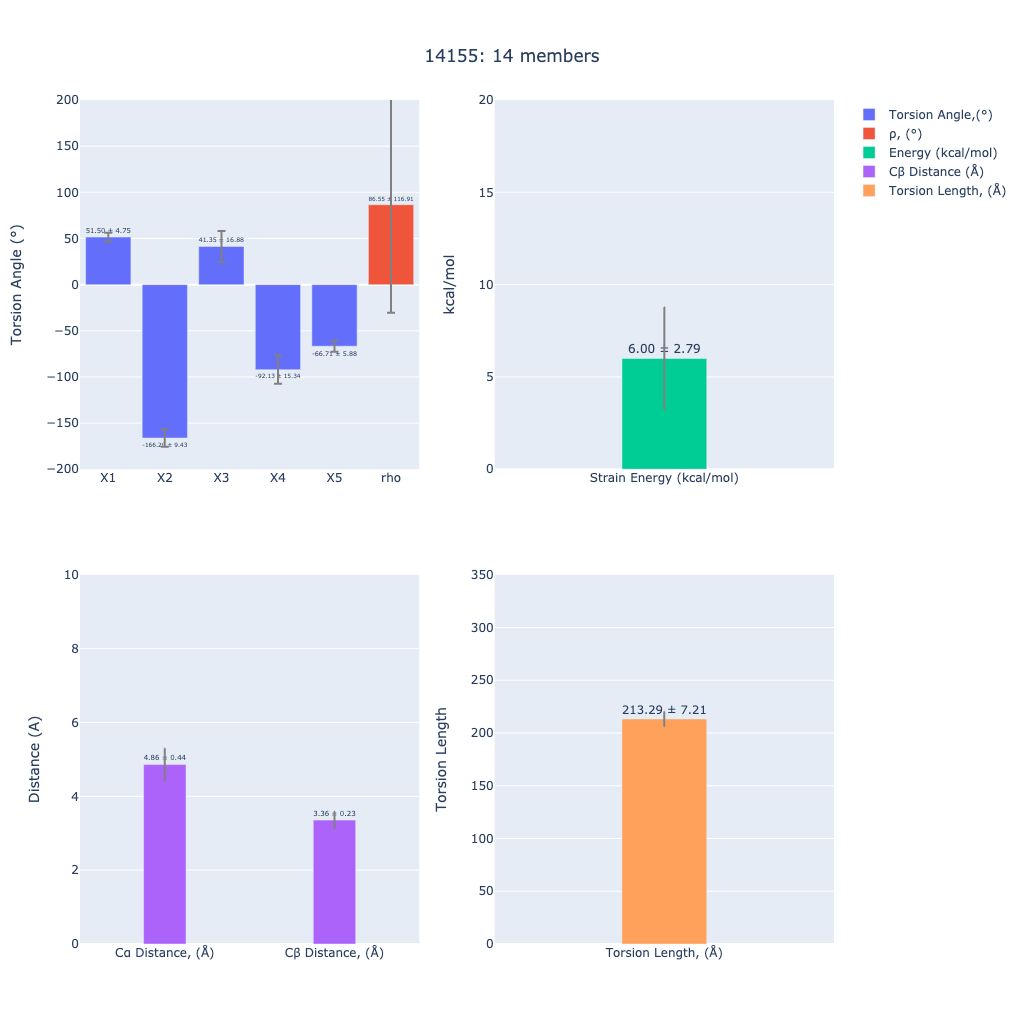 14155: 14 members
Torsion Angle (°)
200
150
100
50
0
−50
−100
−150
−200
51.50 ± 4.75
41.35 ± 16.88
-92.13 ± 15.34
-66.71 ± 5.88
86.55 ± 116.91
X1 X2 X3 X4 X5 rho
kcal/mol
20
15
10
5
0
6.00 ± 2.79
Strain Energy (kcal/mol)
Torsion Angle,(°)
ρ, (°)
Energy (kcal/mol)
Cβ Distance (Å)
Torsion Length, (Å)
Distance (A)
10
8
6
4
2
0
4.86 ± 0.44
3.36 ± 0.23
Cα Distance, (Å) Cβ Distance, (Å)
Torsion Length
350
300
250
200
150
100
50
0
213.29 ± 7.21
Torsion Length, (Å)